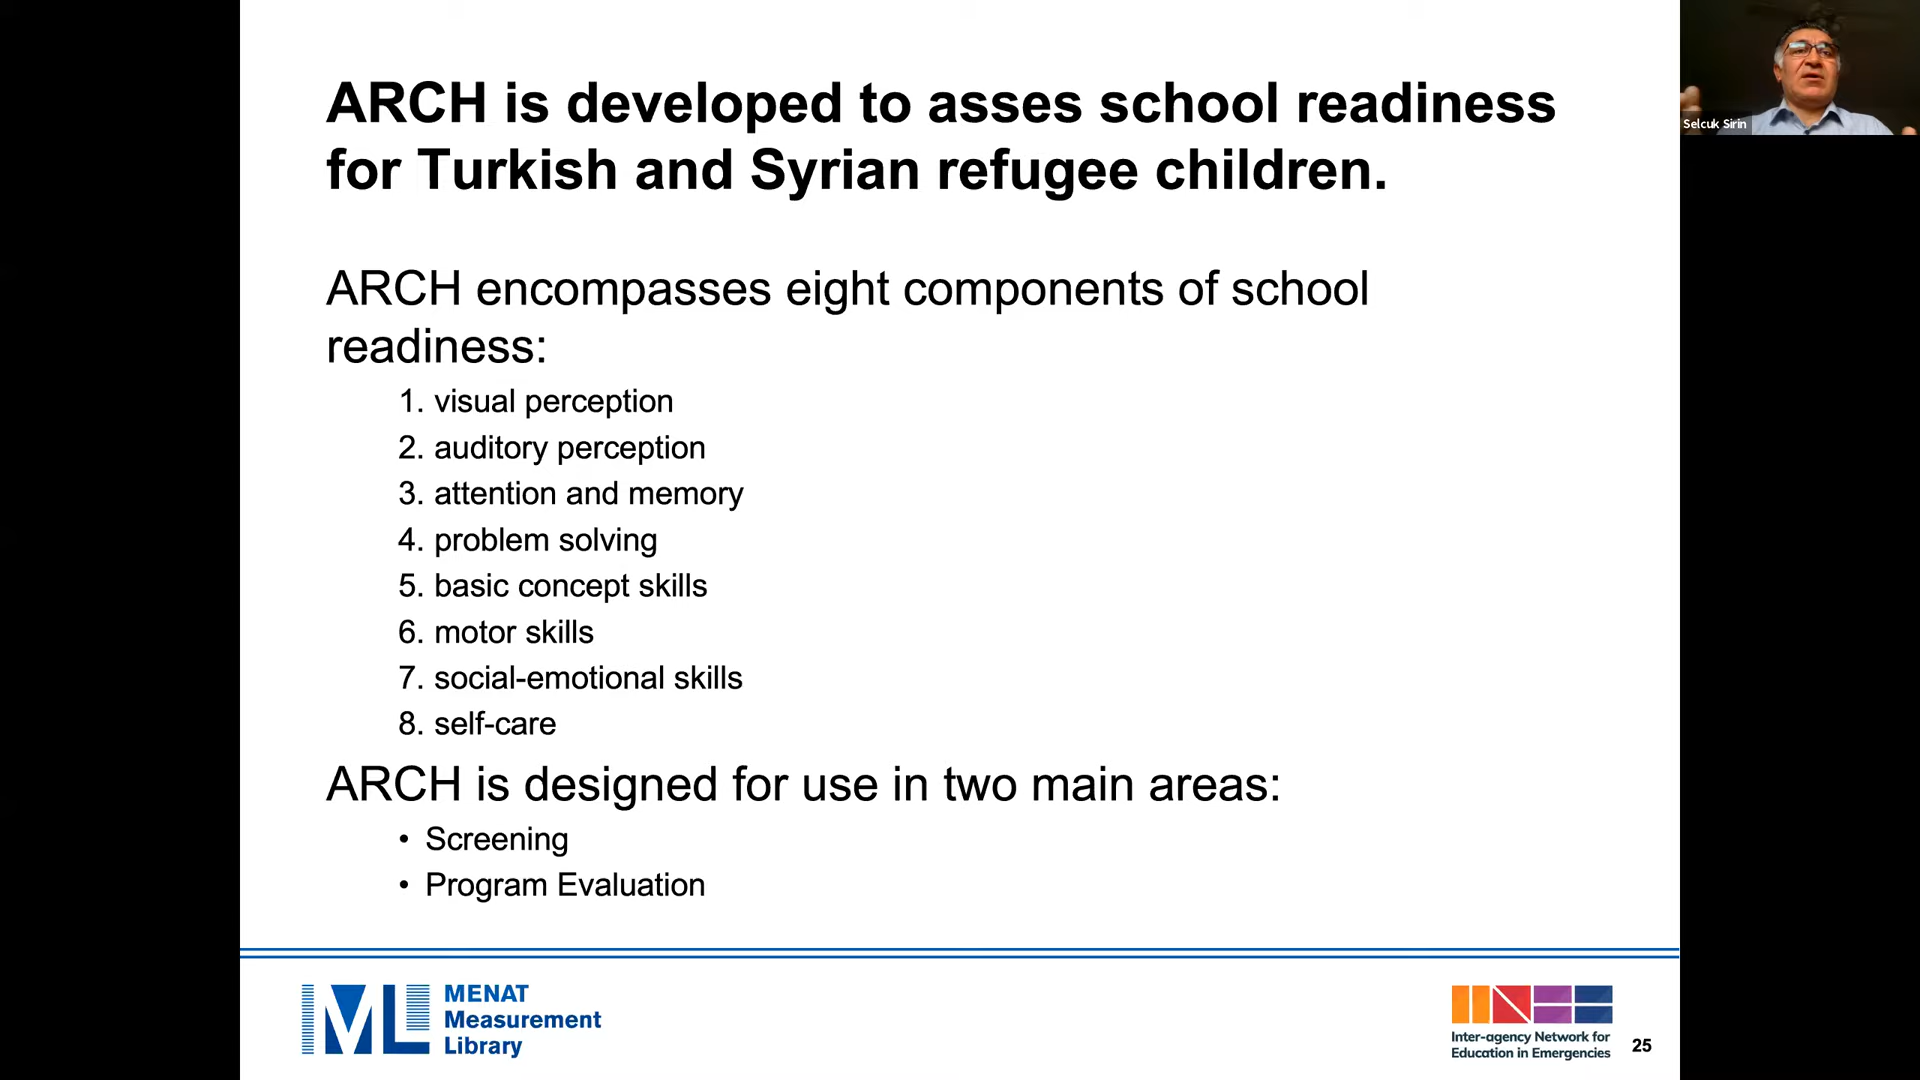 ARCH is developed to asses school readiness
for Turkish and Syrian refugee children.
ARCH encompasses eight components of school
readiness:
1. visual perception
2. auditory perception
3. attention and memory
4. problem solving
5. basic concept skills
6. motor skills
7. social-emotional skills
8. self-care
ARCH is designed for use in two main areas:
• Screening
• Program Evaluation
ML
MENAT
Measurement
Library
INEE
Inter-agency Network for
Education in Emergencies
25
Selcuk Sirin